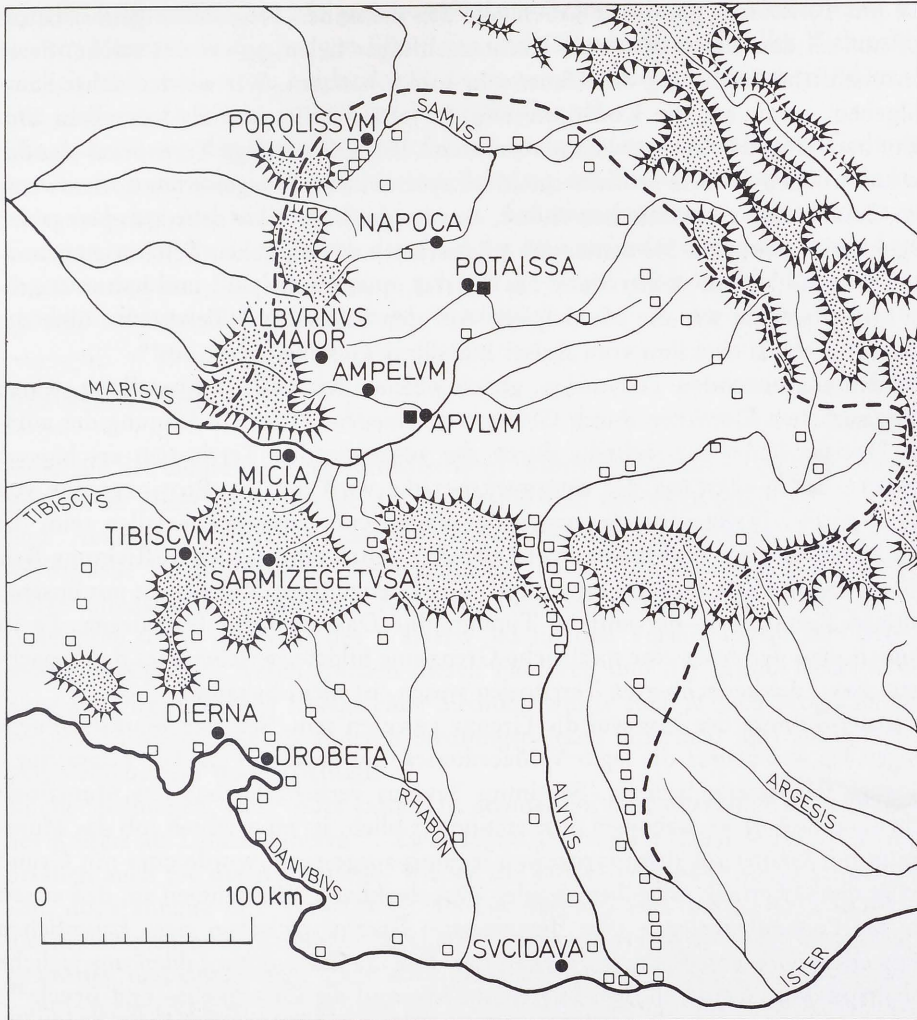 SAMVS
POROLISSVM
NAPOCA
POTAISSA
ALBVRNVS
MAIOR
AMPELVM
MARISVS
APVLVM
MICIA
TIBISCVS
TIBISCVM
SARMIZEGETVSA
DIERNA
DROBETA
RHABON
ALVTVS
ARGESIS
DANVBIVS
0 100 km
SVCIDAVA
ISTER